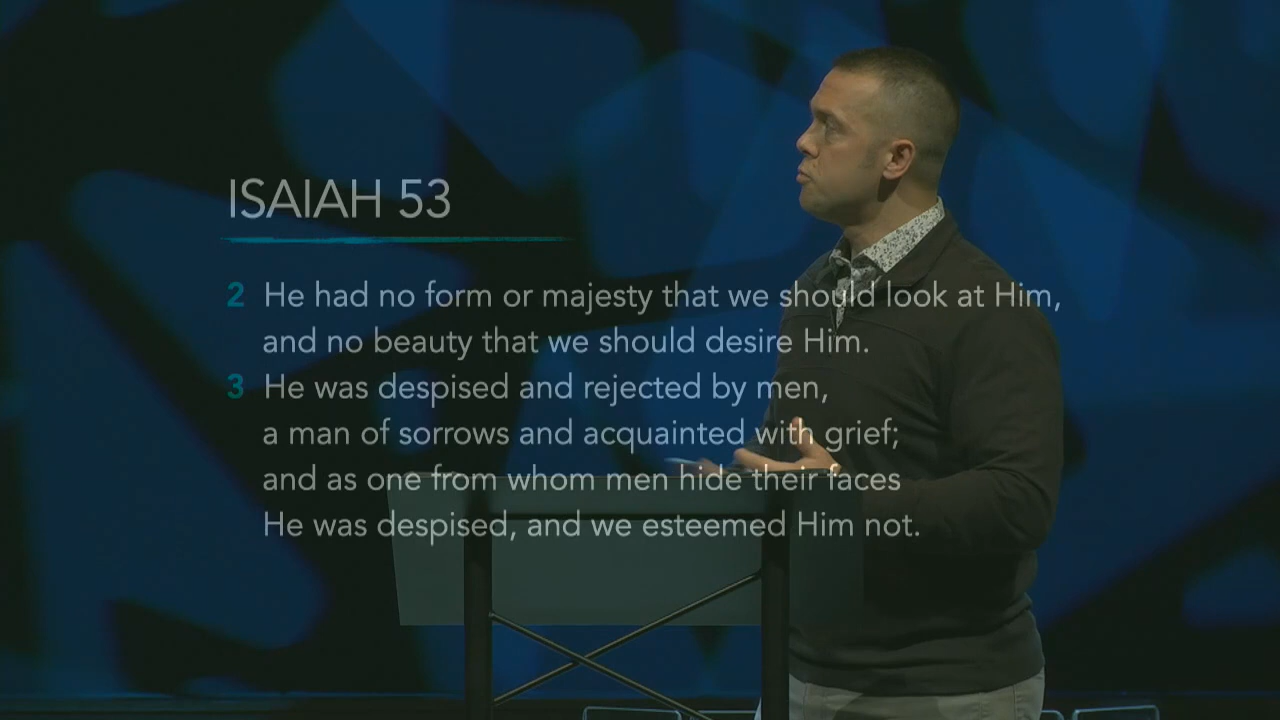 ISAIAH 53
2 He had no form or majesty that we should look at Him,
and no beauty that we should desire Him.
3 He was despised and rejected by men,
a man of sorrows and acquainted with grief;
and as one from whom men hide their faces
He was despised, and we esteemed Him not.